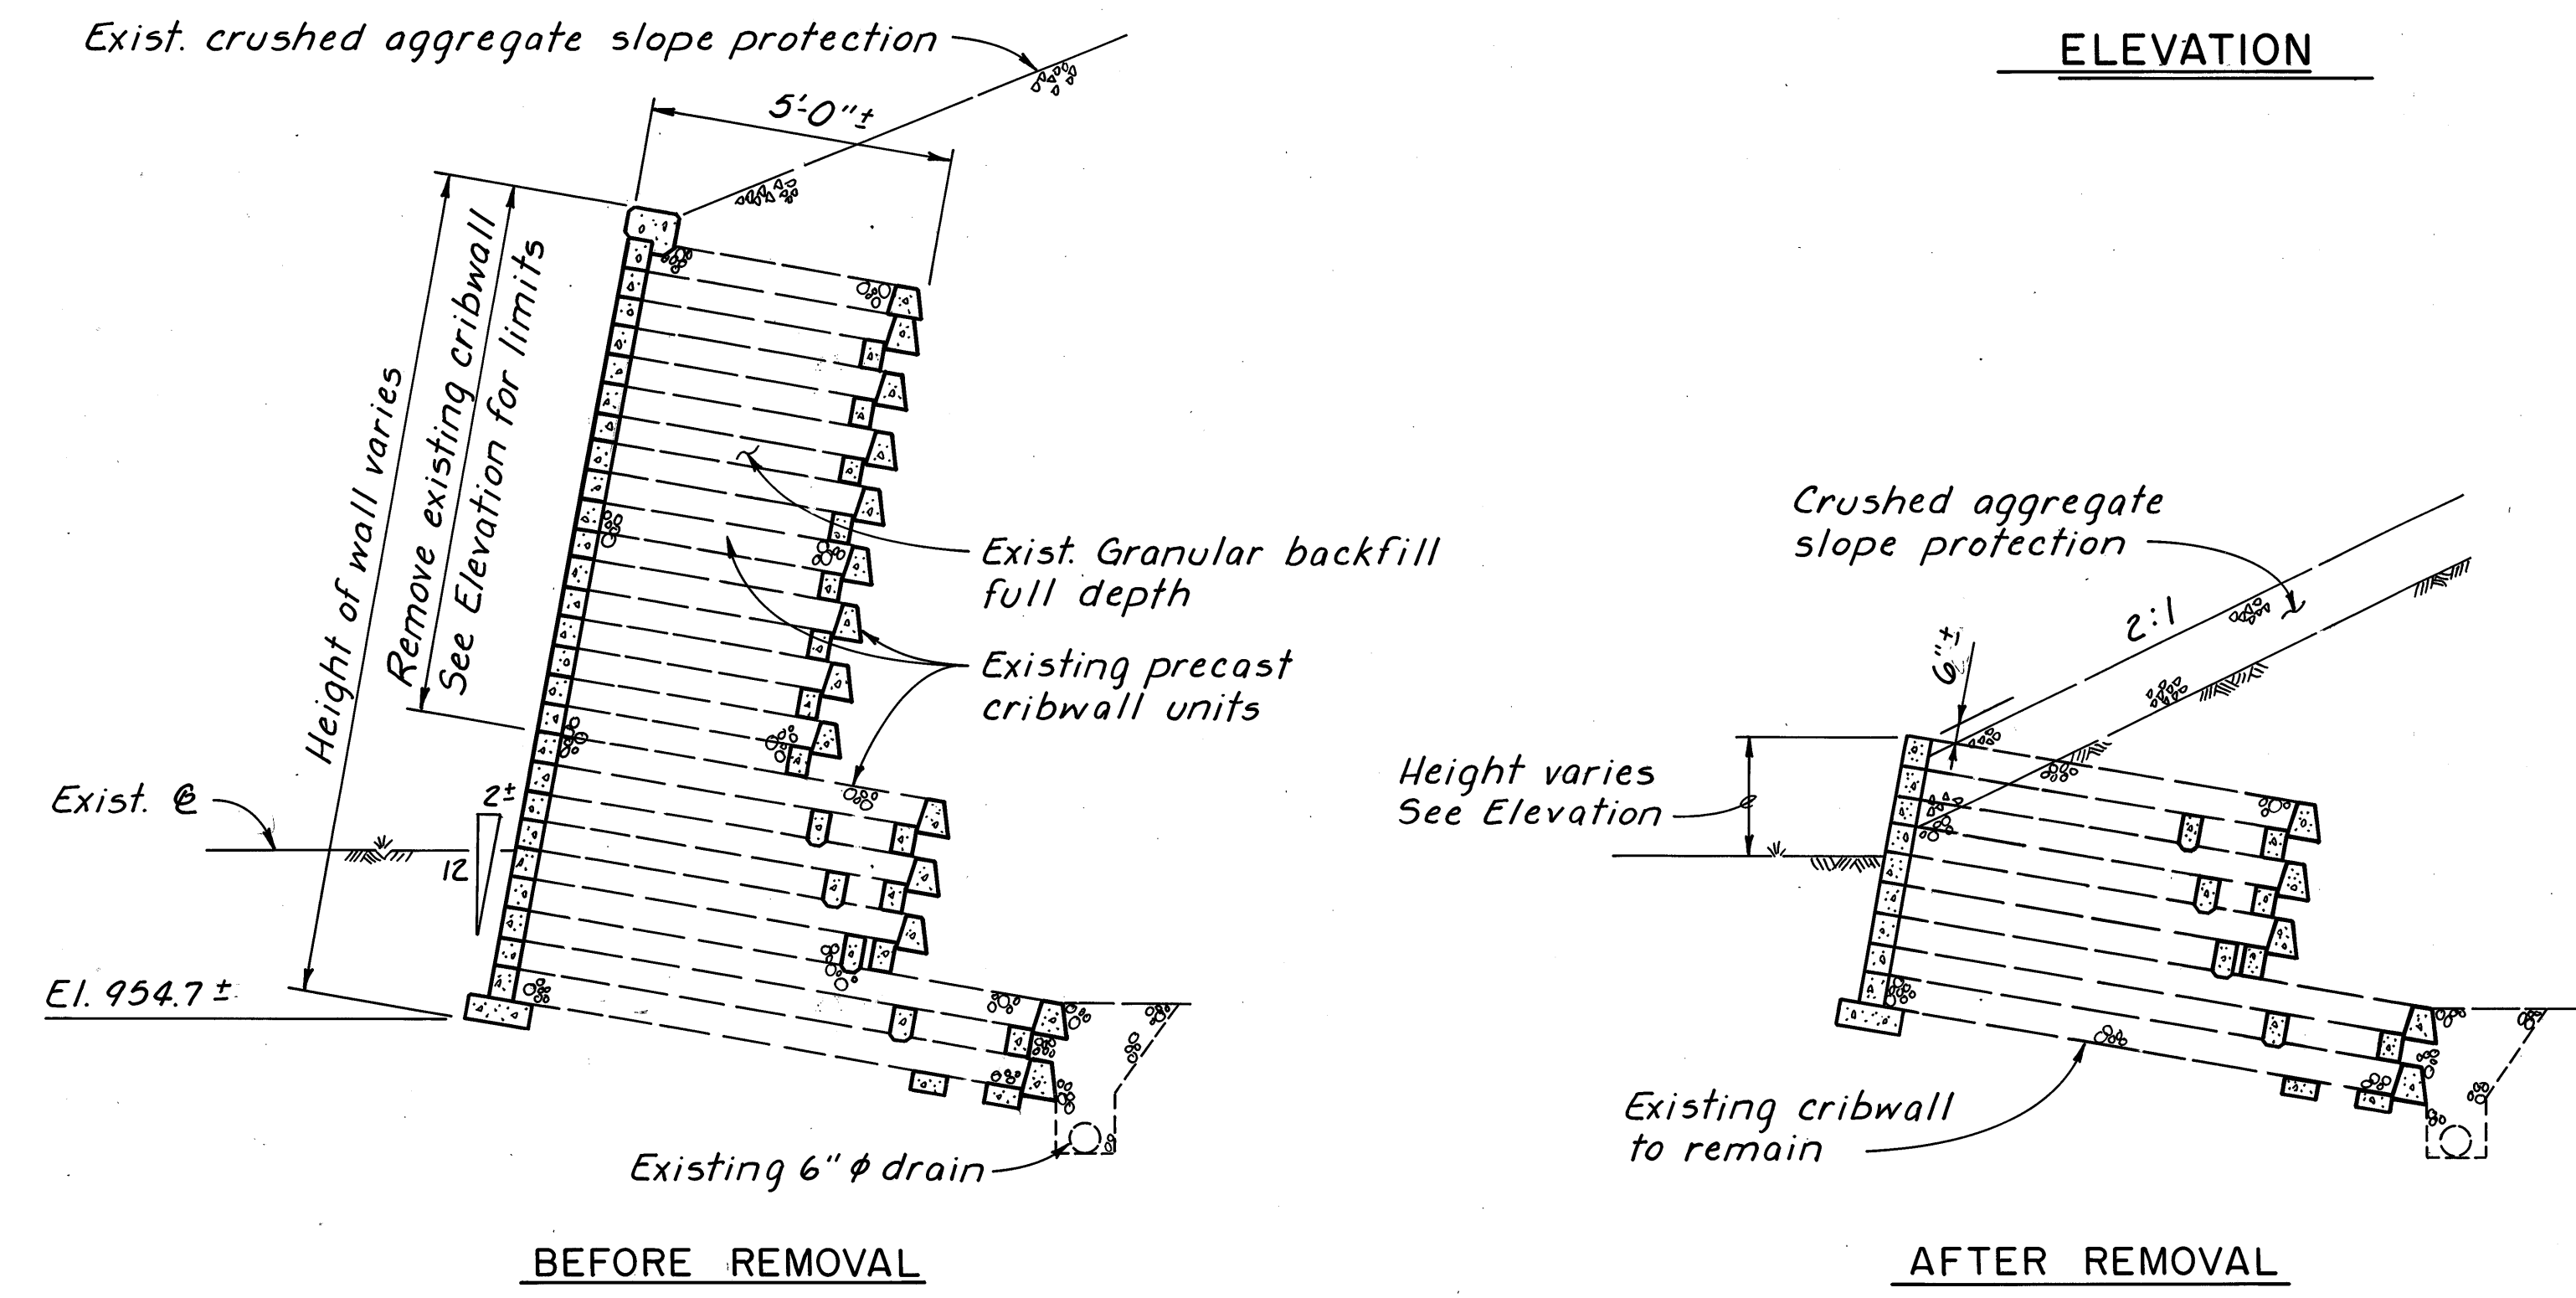 Exist. crushed aggregate slope protection
ELEVATION
5'-0"±
Height of wall varies
Remove existing cribwall
See Elevation for limits
Exist. Granular backfill
full depth
Existing precast
cribwall units
Exist. ℄
2±
12
El. 954.7 ±
Existing 6" ϕ drain
BEFORE REMOVAL
Crushed aggregate
slope protection
2:1
6"±
Height varies
See Elevation
Existing cribwall
to remain
AFTER REMOVAL